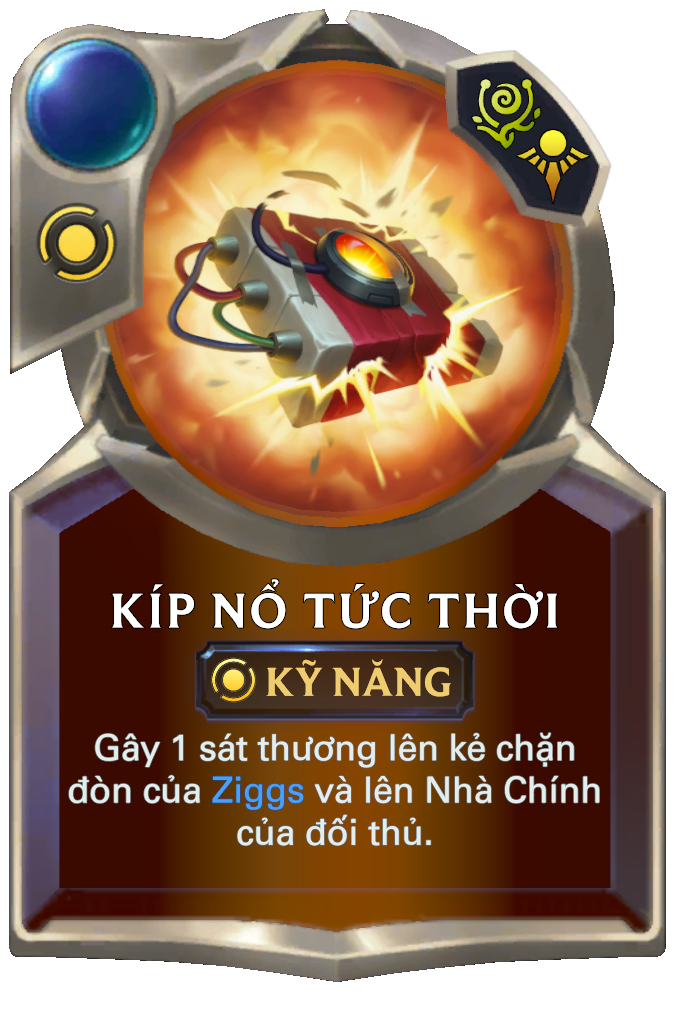 KÍP NỔ TỨC THỜI
KỸ NĂNG
Gây 1 sát thương lên kẻ chặn
đòn của Ziggs và lên Nhà Chính
của đối thủ.